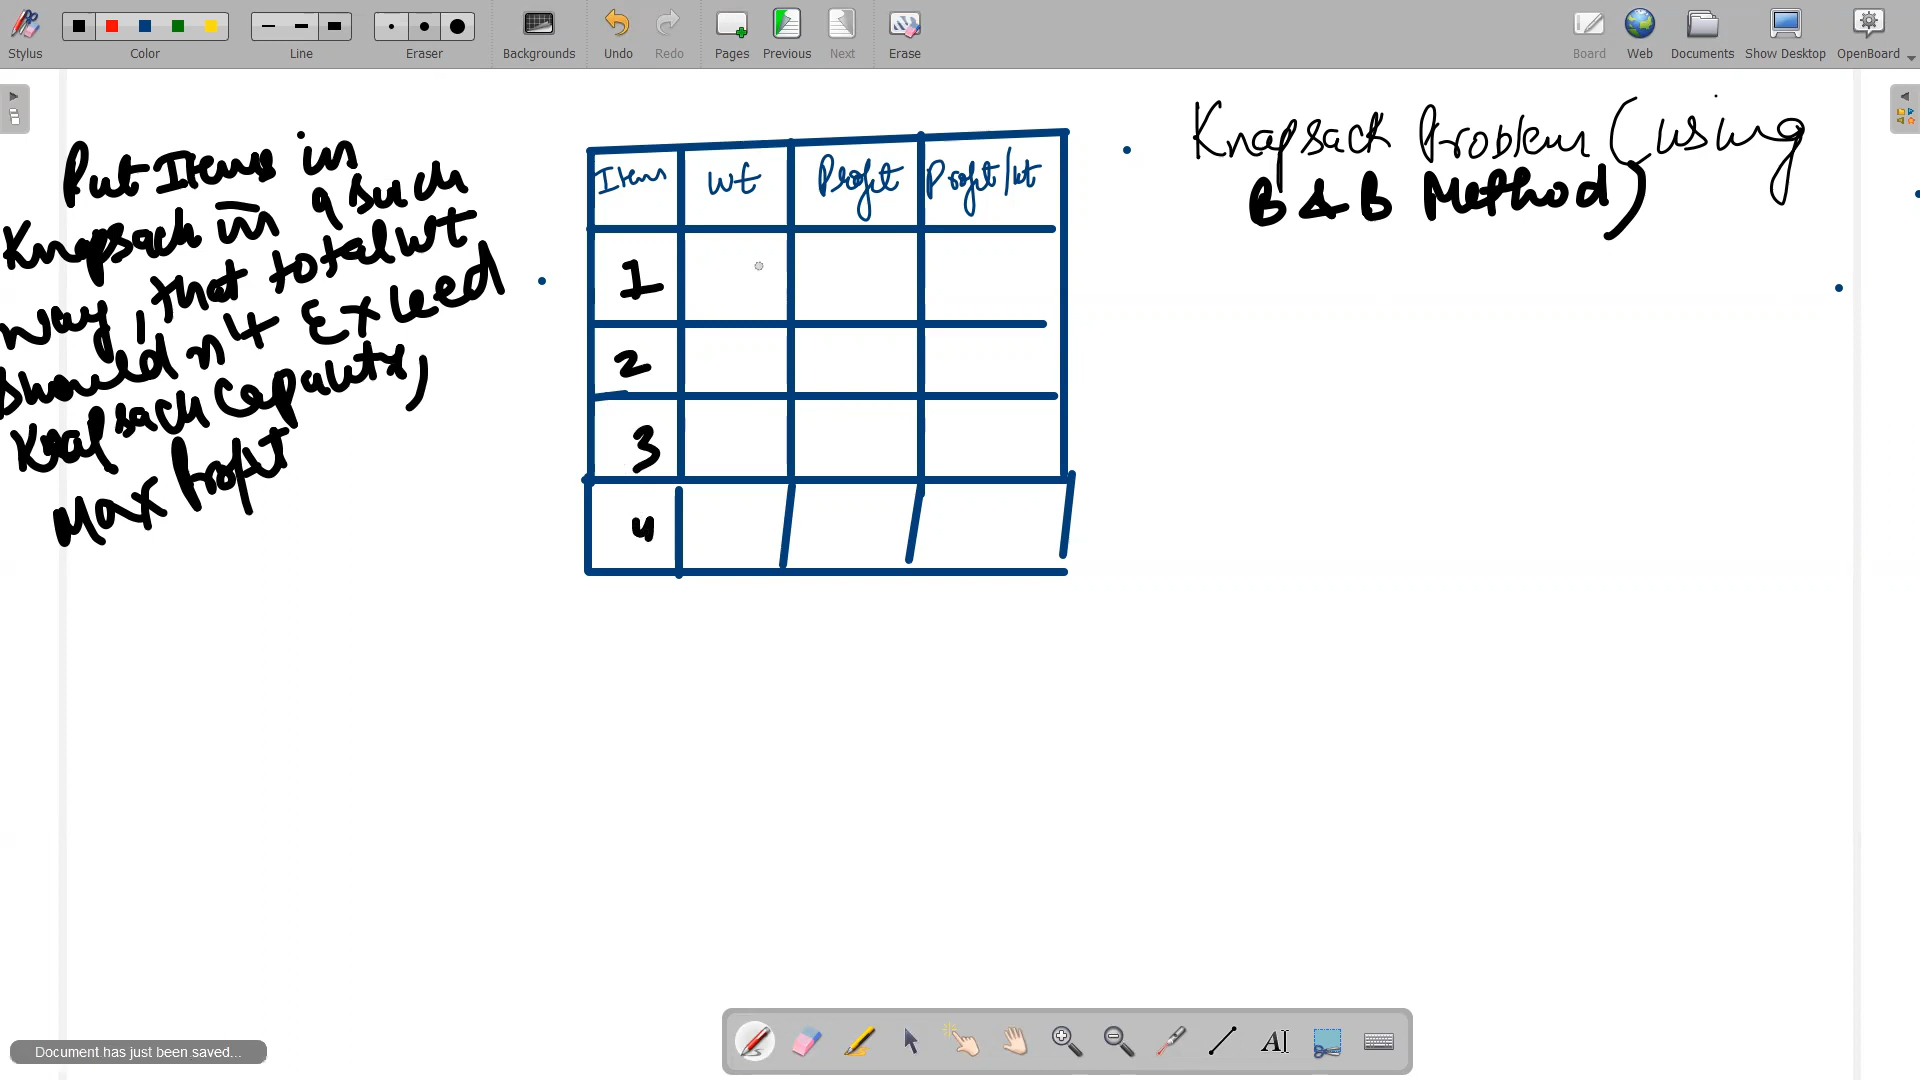 Stylus
Color
Line
Eraser
Backgrounds
Undo
Redo
Pages
Previous
Next
Erase
Board
Web
Documents
Show Desktop
OpenBoard
Put Items in
Knapsack in a such
way, that total wt
should n't Exceed
Knapsack Capacity,
Max Profit
Item Wt Profit Profit/wt
1
2
3
4
Knapsack Problem (using
B & B Method)
Document has just been saved...